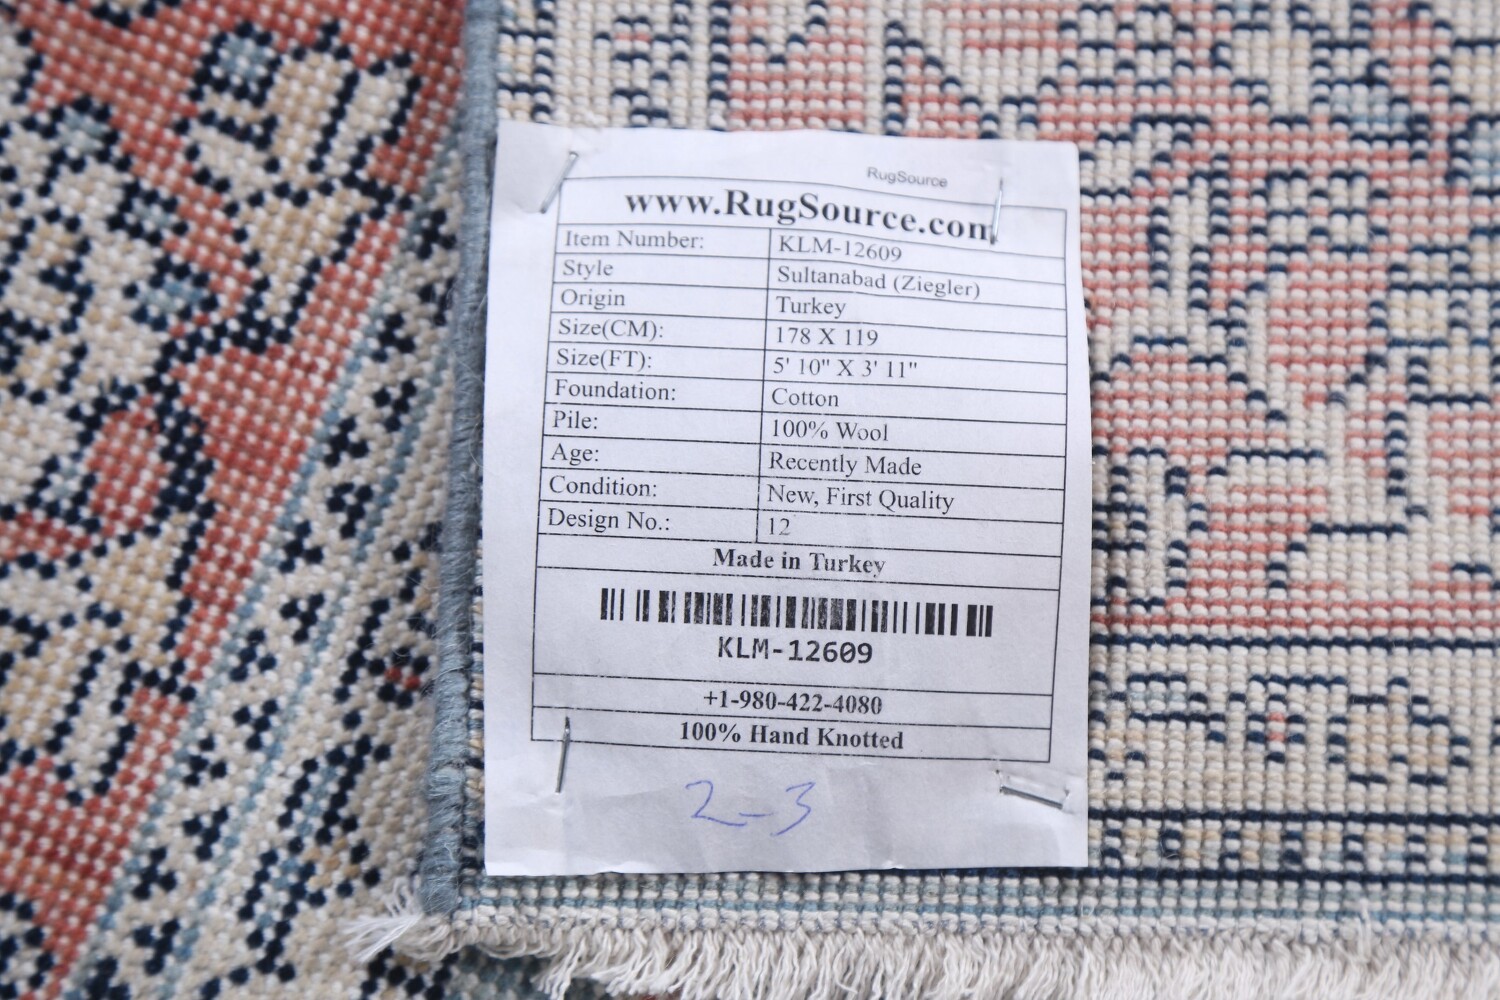 RugSource
www.RugSource.com
Item Number: KLM-12609
Style Sultanabad (Ziegler)
Origin Turkey
Size(CM): 178 X 119
Size(FT): 5' 10" X 3' 11"
Foundation: Cotton
Pile: 100% Wool
Age: Recently Made
Condition: New, First Quality
Design No.: 12
Made in Turkey
KLM-12609
+1-980-422-4080
100% Hand Knotted
2-3